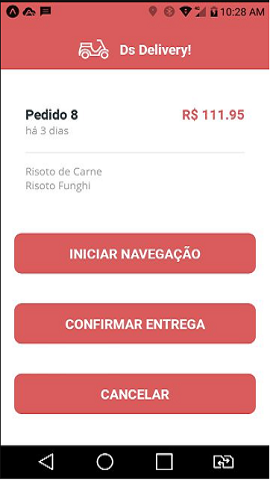 10:28 AM
Ds Delivery!
Pedido 8 R$ 111.95
há 3 dias
Risoto de Carne
Risoto Funghi
INICIAR NAVEGAÇÃO
CONFIRMAR ENTREGA
CANCELAR